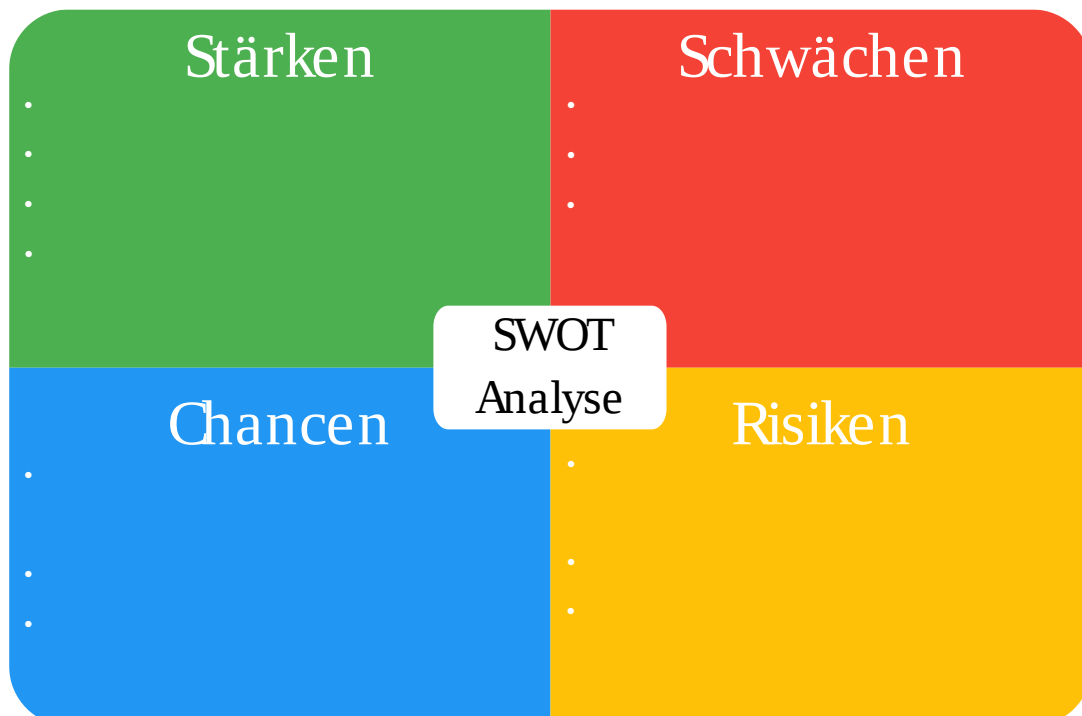 Stärken
•
•
•
•
Schwächen
•
•
•
SWOT
Analyse
Chancen
•
•
•
Risiken
•
•
•